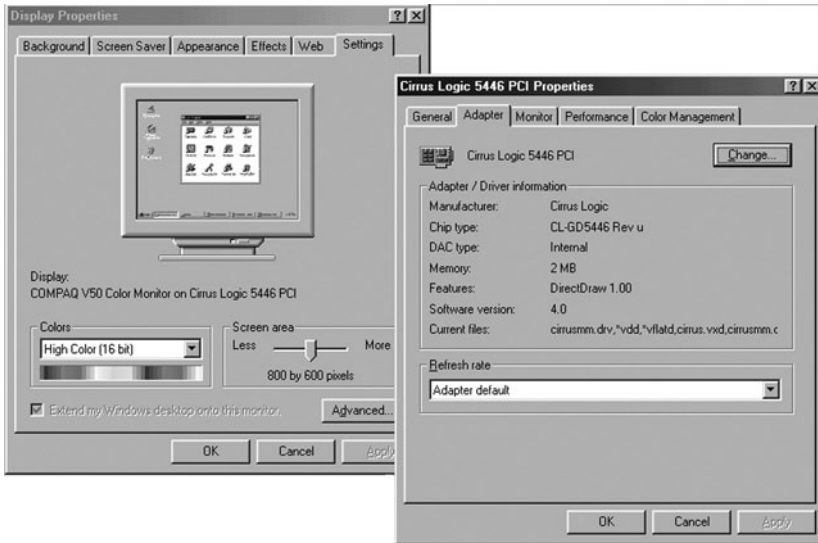 Display Properties
Background Screen Saver Appearance Effects Web Settings
Display:
COMPAQ V50 Color Monitor on Cirrus Logic 5446 PCI
Colors
High Color (16 bit)
Screen area
Less More
800 by 600 pixels
Extend my Windows desktop onto this monitor.
Advanced...
OK Cancel Apply
Cirrus Logic 5446 PCI Properties
General Adapter Monitor Performance Color Management
Cirrus Logic 5446 PCI
Change...
Adapter / Driver information
Manufacturer: Cirrus Logic
Chip type: CL-GD5446 Rev u
DAC type: Internal
Memory: 2 MB
Features: DirectDraw 1.00
Software version: 4.0
Current files: cirrusmm.drv,*vdd,*vflatd,cirrus.vxd,cirrusmm.c
Refresh rate
Adapter default
OK Cancel Apply